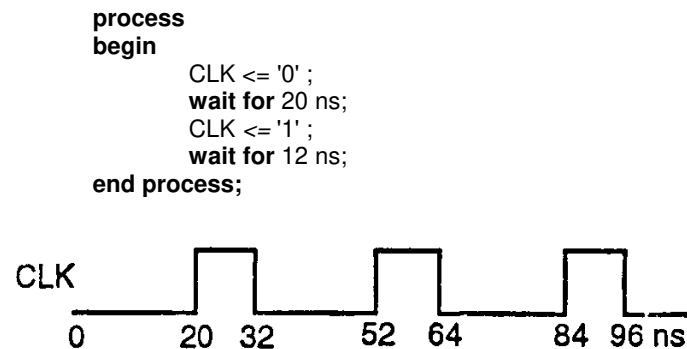 process
begin
CLK <= '0' ;
wait for 20 ns;
CLK <= '1' ;
wait for 12 ns;
end process;
CLK
0 20 32 52 64 84 96 ns